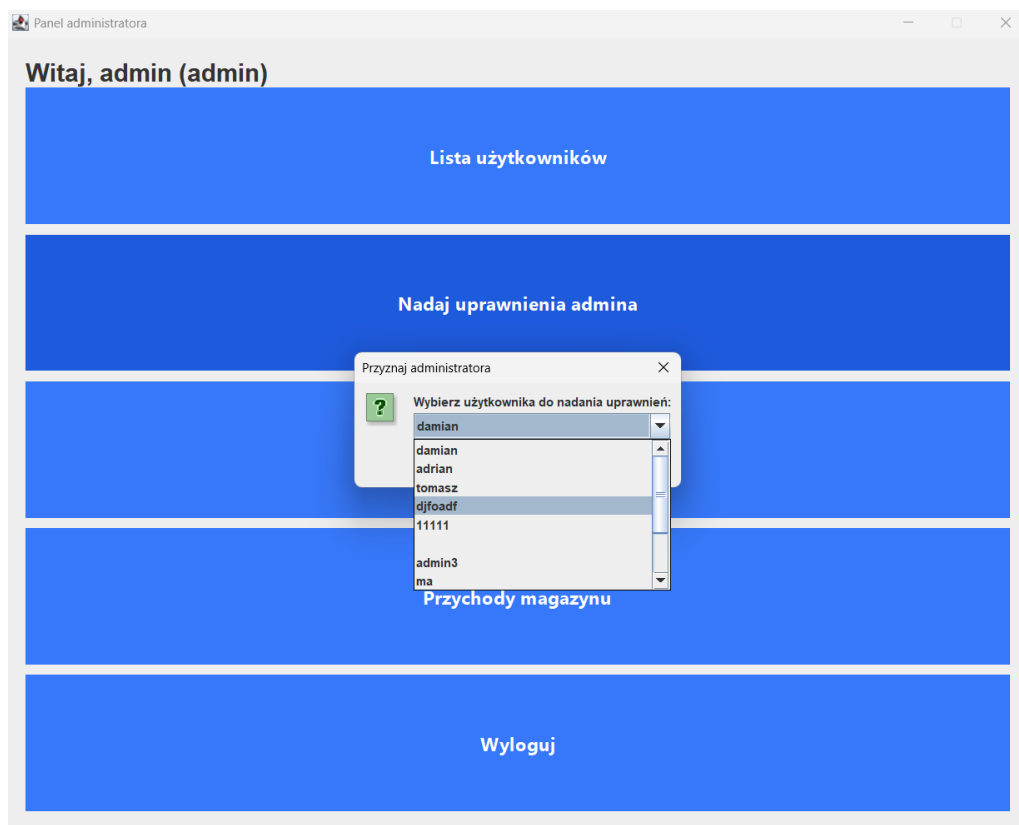 Panel administratora
Witaj, admin (admin)
Lista użytkowników
Nadaj uprawnienia admina
Przyznaj administratora
Wybierz użytkownika do nadania uprawnień:
damian
damian
adrian
tomasz
djfoadf
11111
admin3
ma
Przychody magazynu
Wyloguj